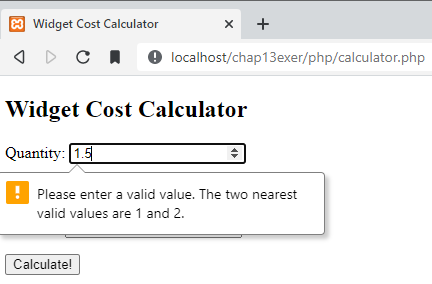 Widget Cost Calculator
localhost/chap13exer/php/calculator.php
Widget Cost Calculator
Quantity: 1.5
Please enter a valid value. The two nearest
valid values are 1 and 2.
Calculate!